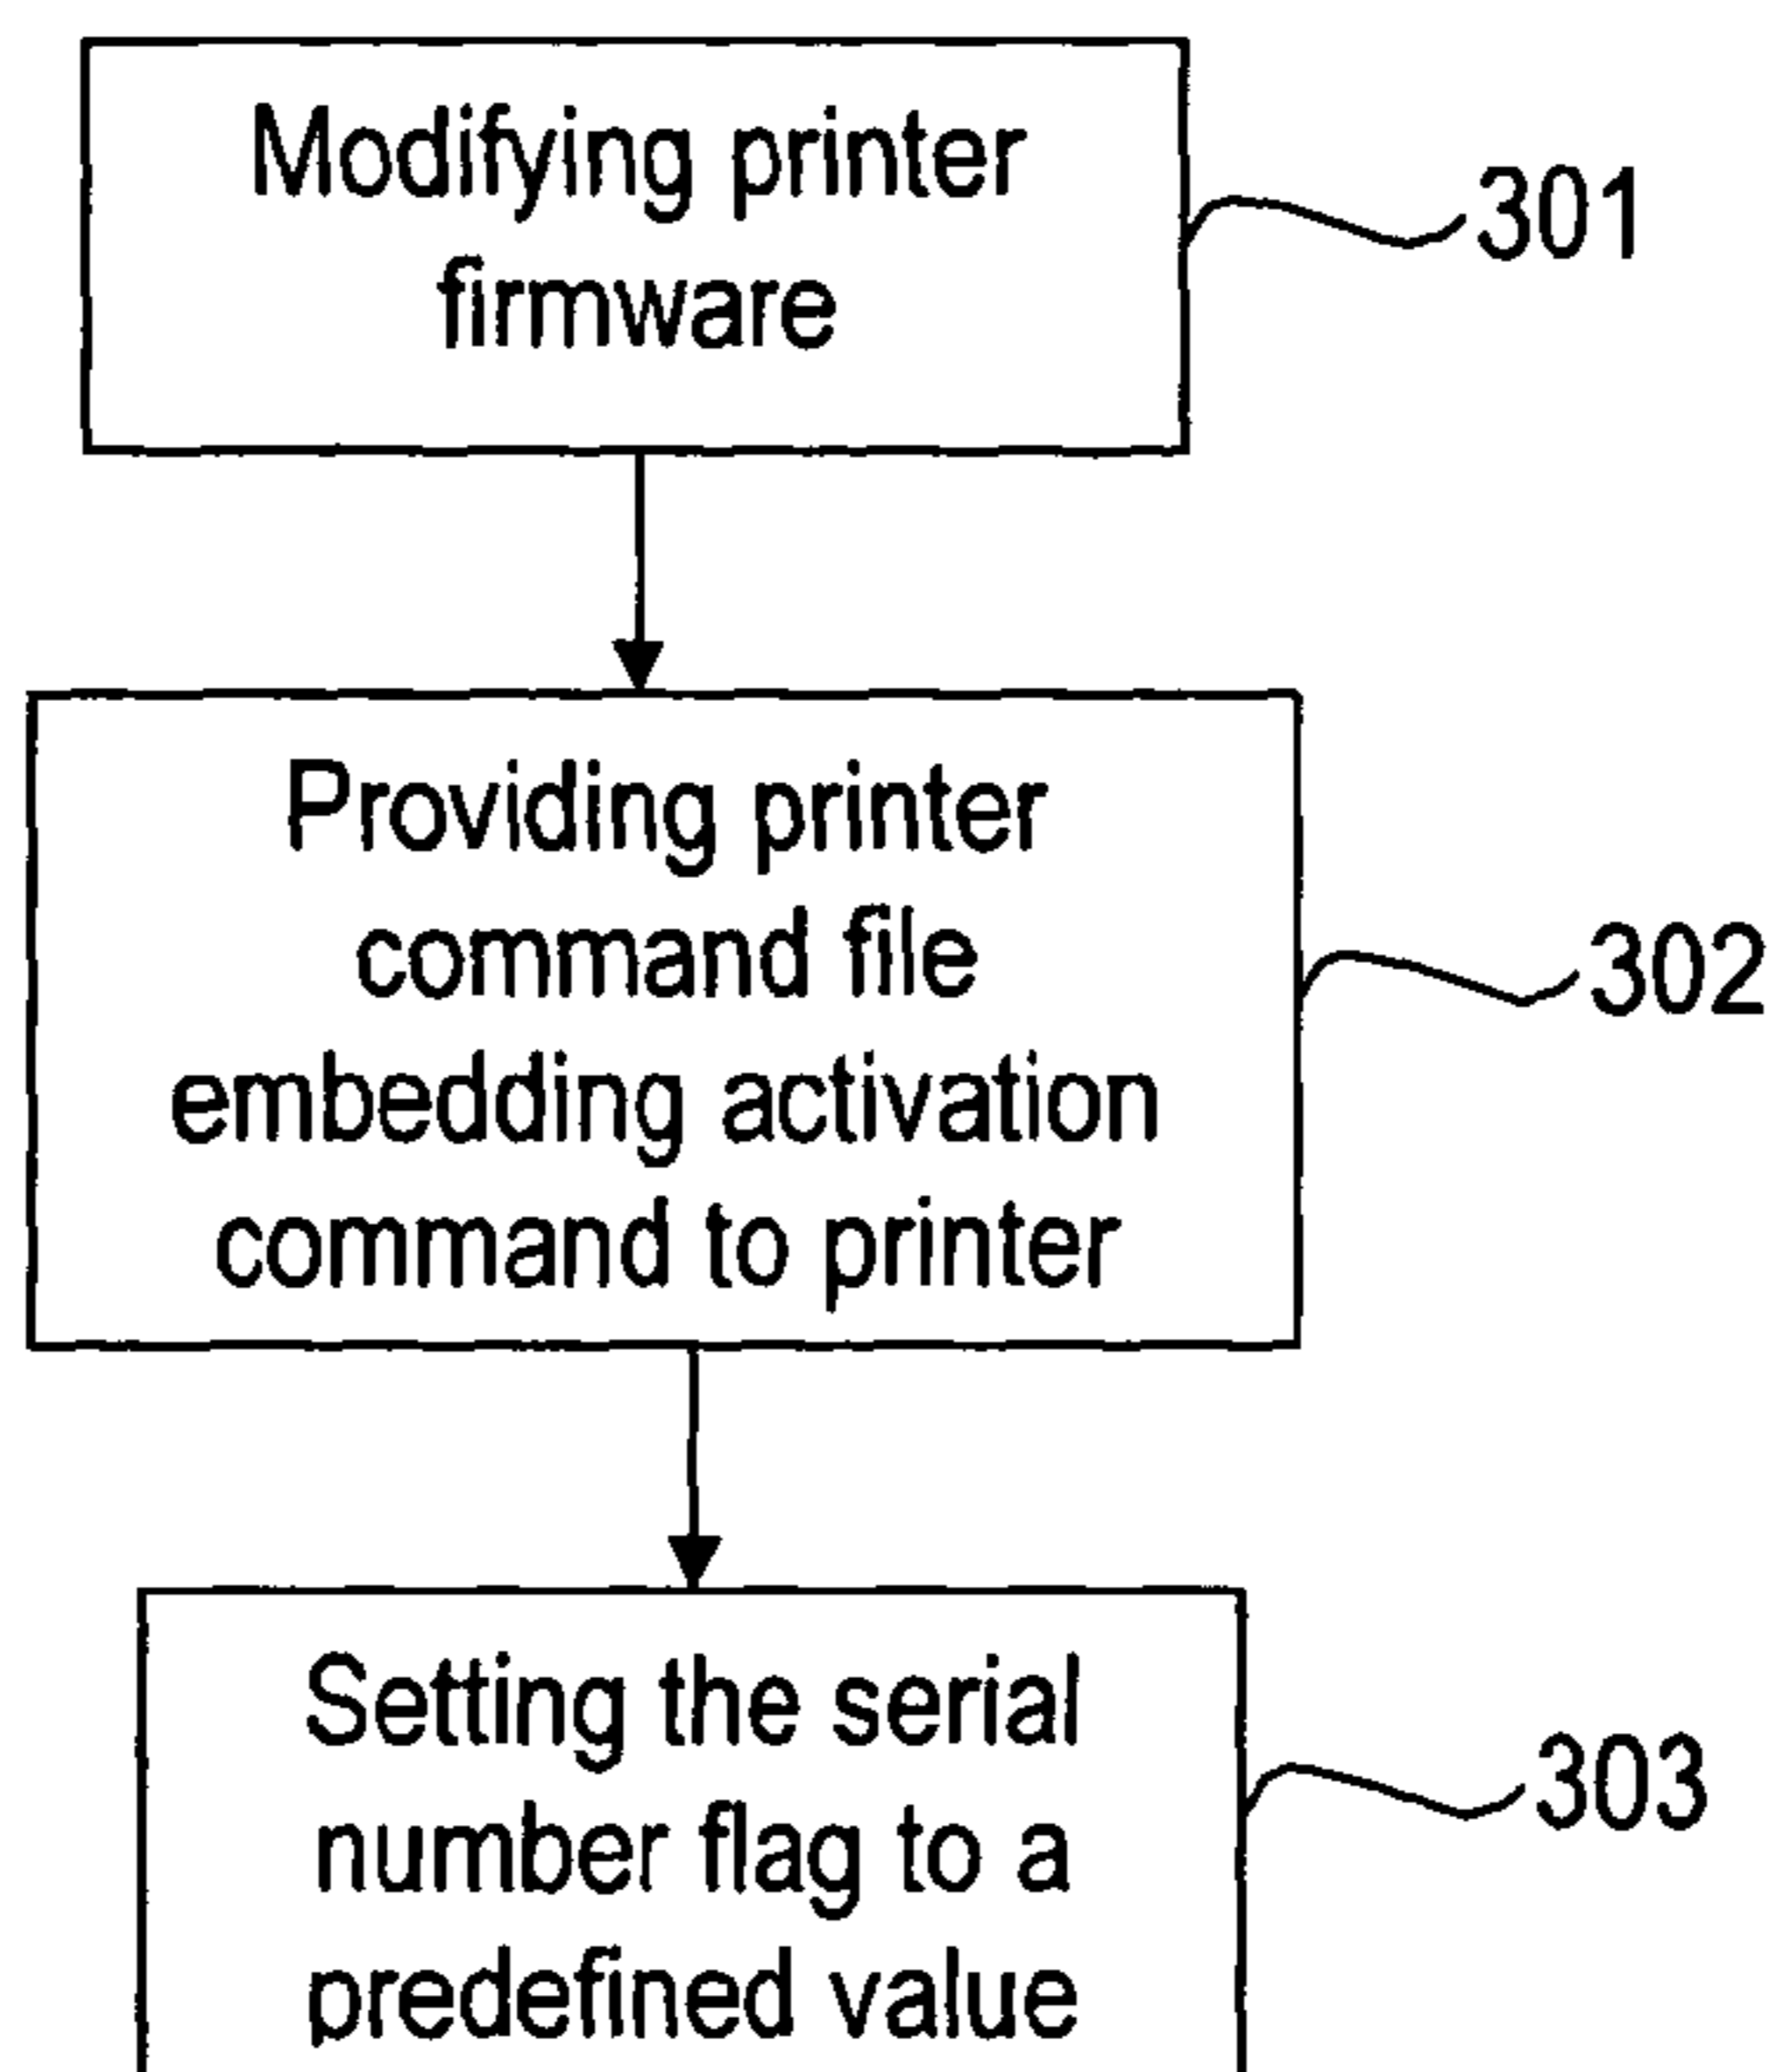 Modifying printer
firmware
301
Providing printer
command file
embedding activation
command to printer
302
Setting the serial
number flag to a
predefined value
303